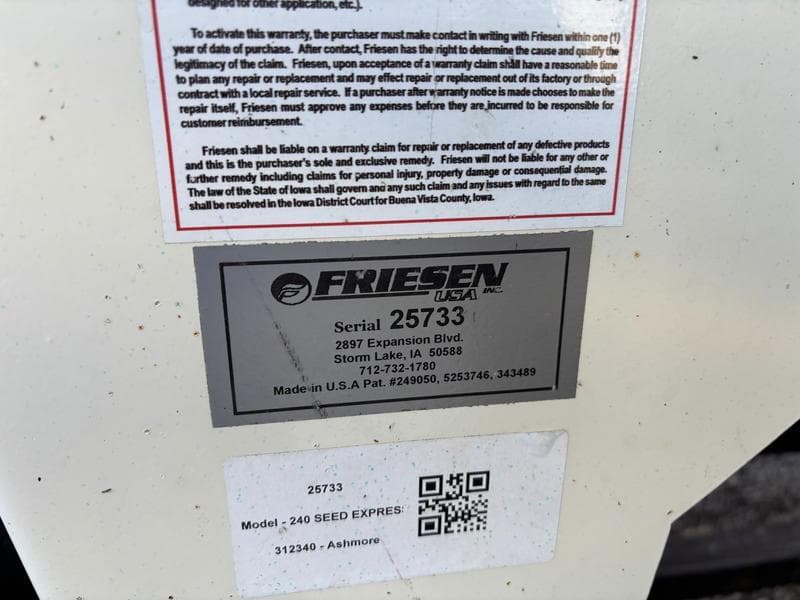 designed for other application, etc.).
To activate this warranty, the purchaser must make contact in writing with Friesen within one (1)
year of date of purchase. After contact, Friesen has the right to determine the cause and qualify the
legitimacy of the claim. Friesen, upon acceptance of a warranty claim shall have a reasonable time
to plan any repair or replacement and may effect repair or replacement out of its factory or through
contract with a local repair service. If a purchaser after warranty notice is made chooses to make the
repair itself, Friesen must approve any expenses before they are incurred to be responsible for
customer reimbursement.
Friesen shall be liable on a warranty claim for repair or replacement of any defective products
and this is the purchaser's sole and exclusive remedy. Friesen will not be liable for any other or
further remedy including claims for personal injury, property damage or consequential damage.
The law of the State of Iowa shall govern and any such claim and any issues with regard to the same
shall be resolved in the Iowa District Court for Buena Vista County, Iowa.
FRIESEN
USA INC.
Serial 25733
2897 Expansion Blvd.
Storm Lake, IA 50588
712-732-1780
Made in U.S.A Pat. #249050, 5253746, 343489
25733
Model - 240 SEED EXPRES
312340 - Ashmore